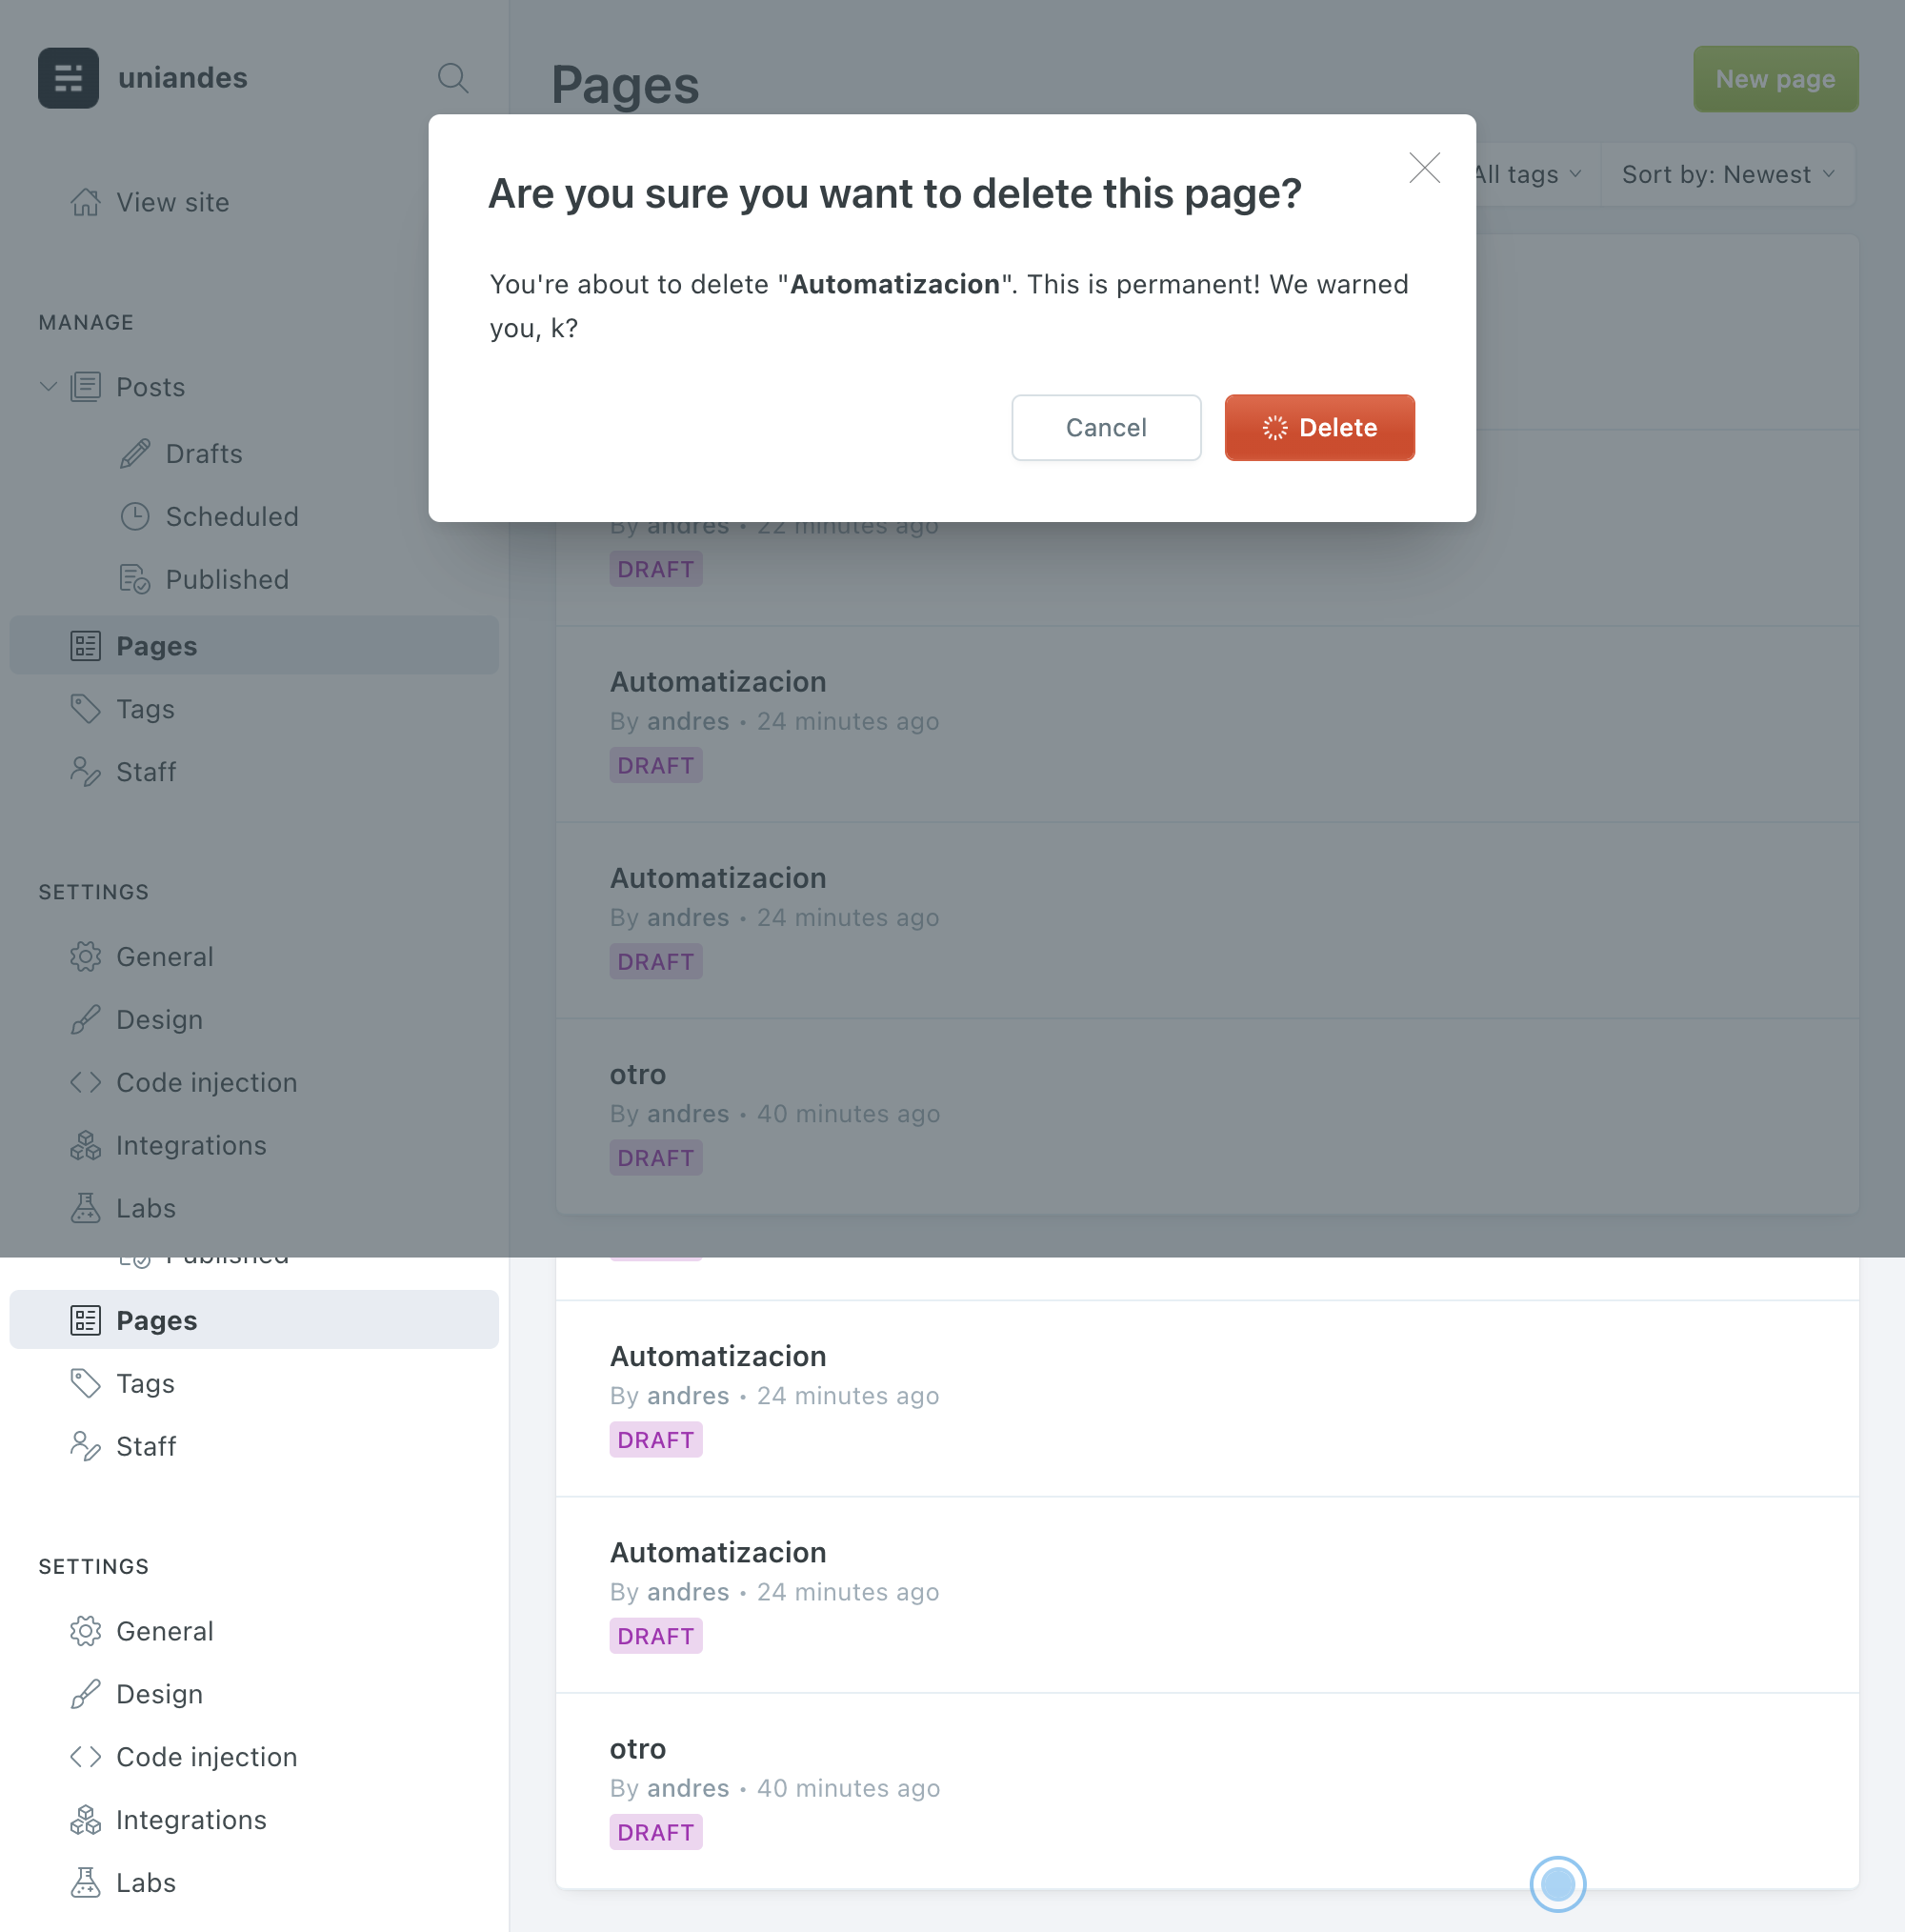 uniandes
View site
MANAGE
Posts
Drafts
Scheduled
Published
Pages
Tags
Staff
SETTINGS
General
Design
Code injection
Integrations
Labs
Pages
New page
All tags
Sort by: Newest
Are you sure you want to delete this page?
You're about to delete "Automatizacion". This is permanent! We warned
you, k?
Cancel
Delete
By andres • 22 minutes ago
DRAFT
Automatizacion
By andres • 24 minutes ago
DRAFT
Automatizacion
By andres • 24 minutes ago
DRAFT
otro
By andres • 40 minutes ago
DRAFT
Published
Pages
Tags
Staff
SETTINGS
General
Design
Code injection
Integrations
Labs
Automatizacion
By andres • 24 minutes ago
DRAFT
Automatizacion
By andres • 24 minutes ago
DRAFT
otro
By andres • 40 minutes ago
DRAFT